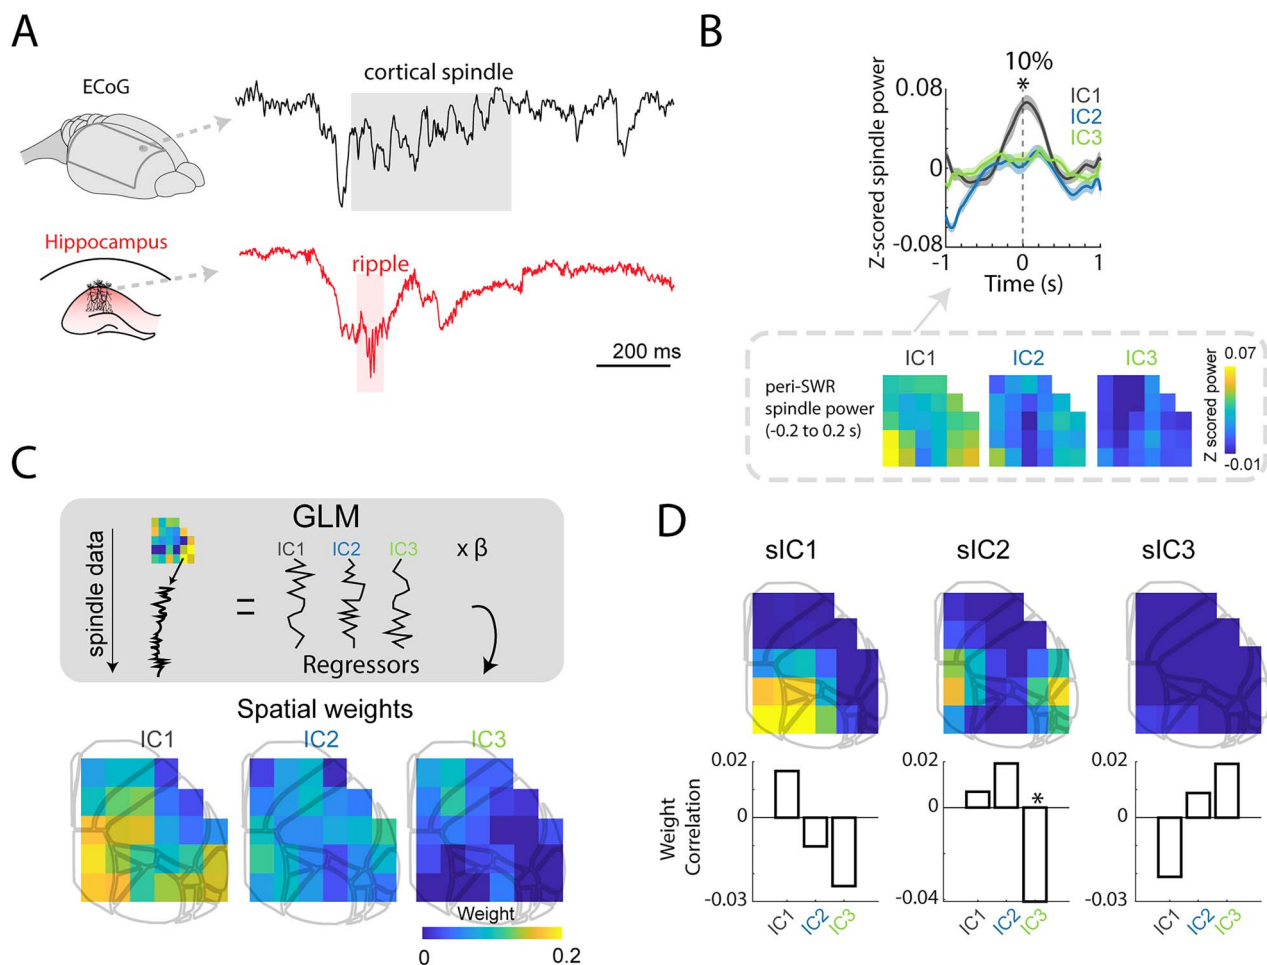 A
ECoG
cortical spindle
Hippocampus
ripple
200 ms
B
10%
*
0.08
IC1
IC2
IC3
Z-scored spindle power
0
-0.08
-1
0
1
Time (s)
IC1
IC2
IC3
0.07
peri-SWR
spindle power
(-0.2 to 0.2 s)
Z scored power
-0.01
C
GLM
spindle data
IC1
IC2
IC3
x β
=
Regressors
Spatial weights
IC1
IC2
IC3
Weight
0
0.2
D
sIC1
sIC2
sIC3
Weight
Correlation
0.02
0
-0.03
IC1
IC2
IC3
0.02
0
-0.04
*
IC1
IC2
IC3
0.02
0
-0.03
IC1
IC2
IC3